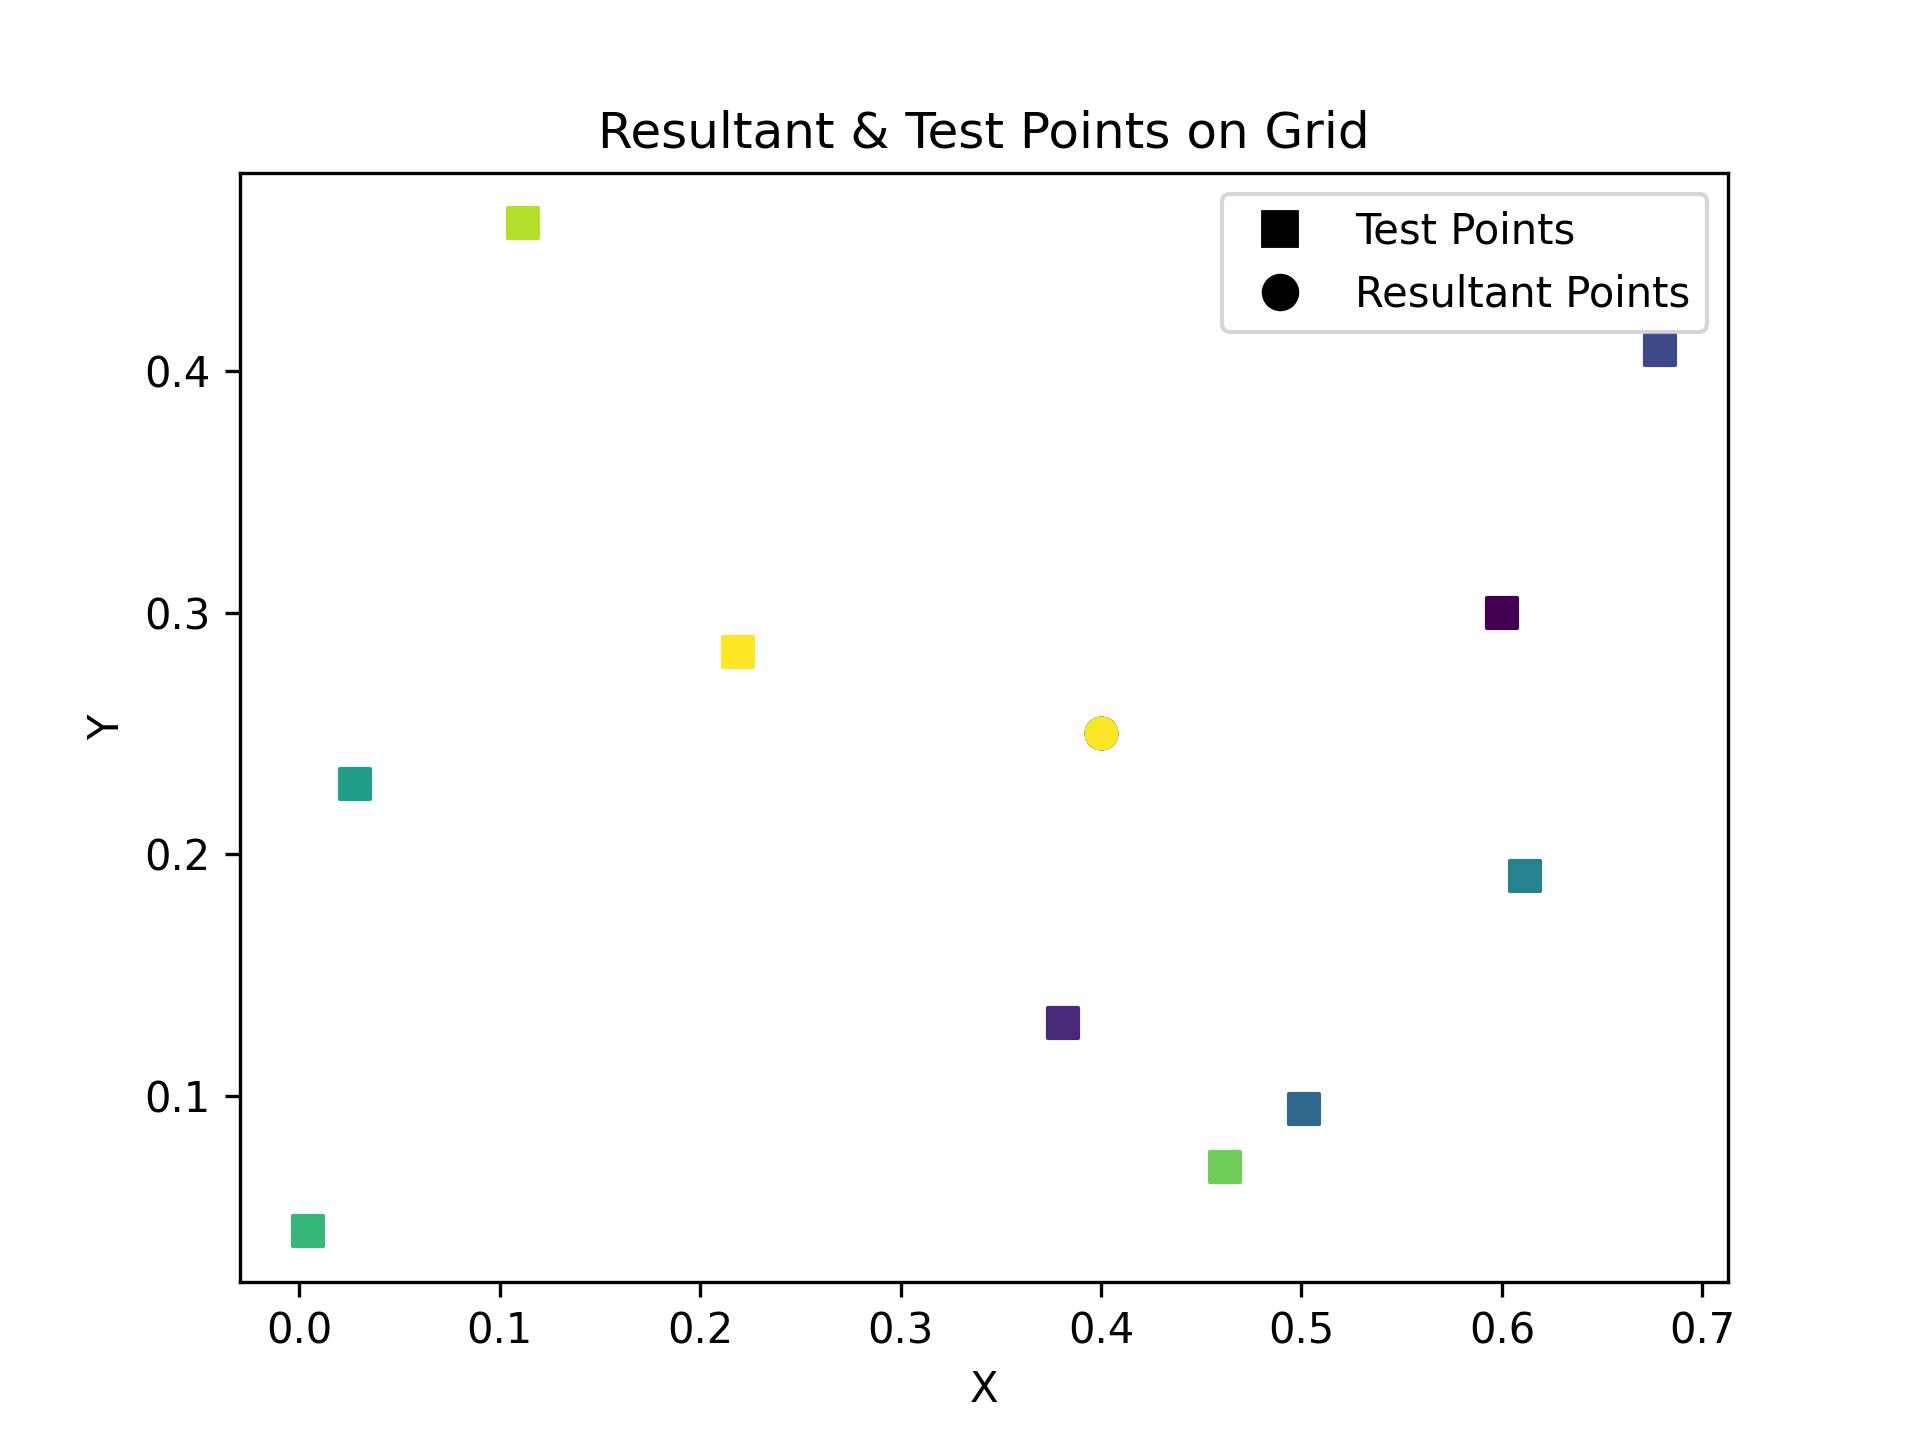 Resultant & Test Points on Grid
Test Points
Resultant Points
Y
0.4
0.3
0.2
0.1
0.0 0.1 0.2 0.3 0.4 0.5 0.6 0.7
X